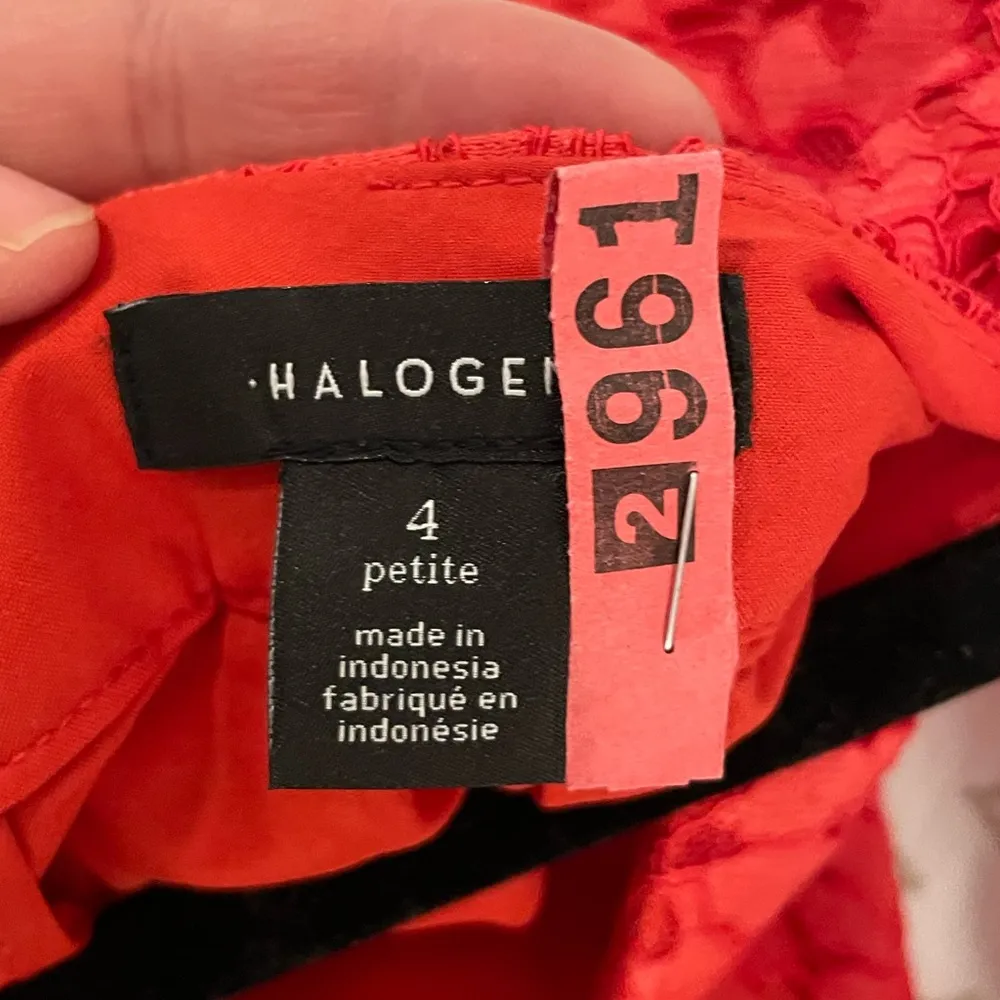 ·HALOGEN
4
petite
made in
indonesia
fabriqué en
indonésie
2961